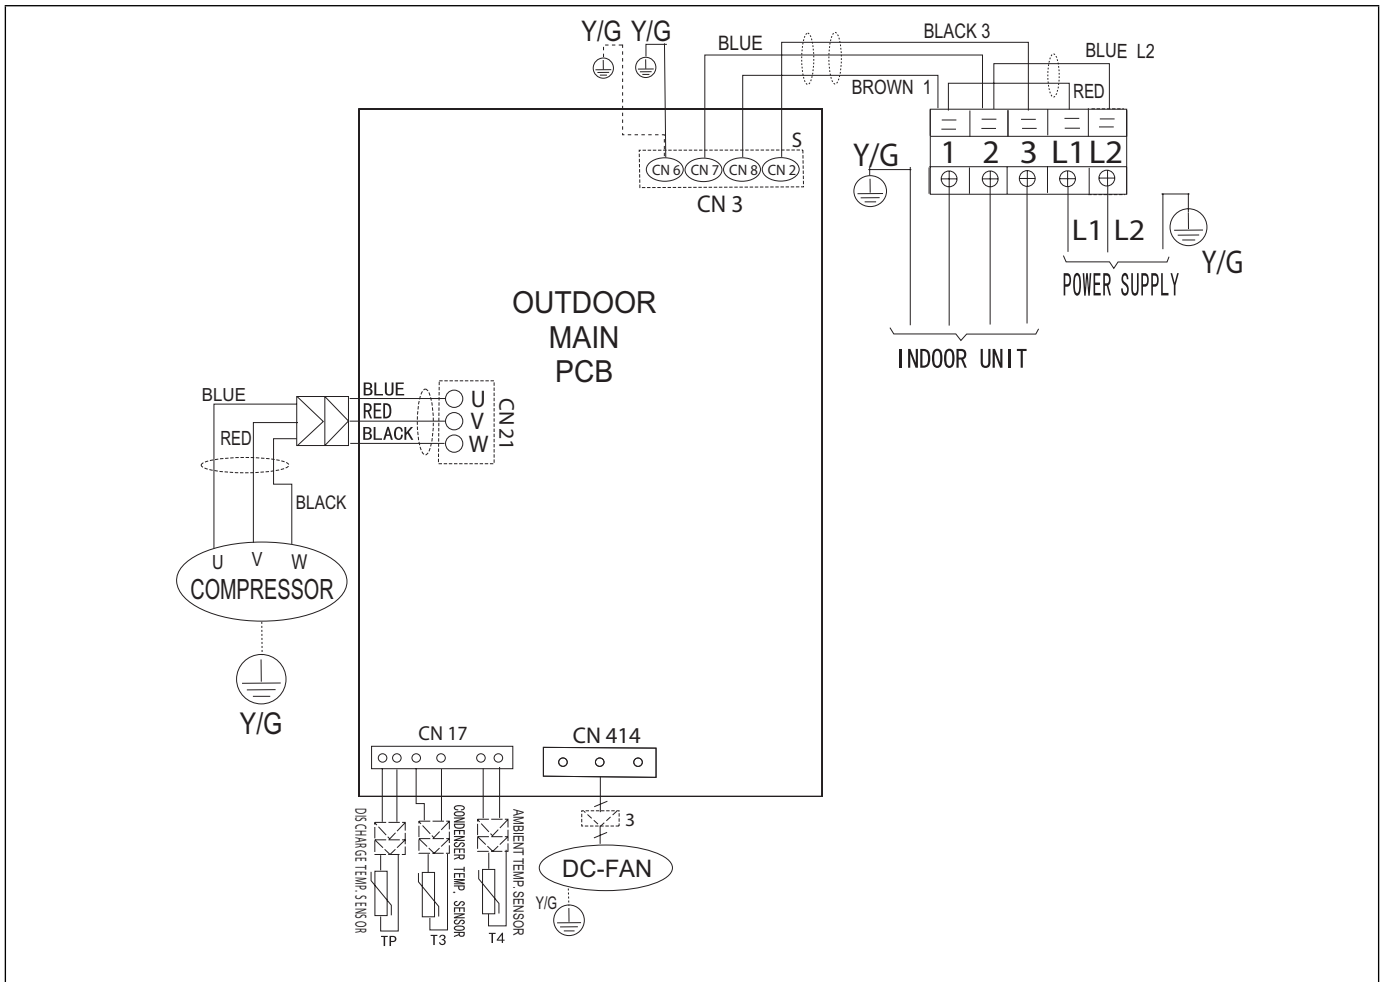 Y/G Y/G
BLUE
BLACK 3
BLUE L2
BROWN 1
RED
S
CN 6 CN 7 CN 8 CN 2
CN 3
1 2 3 L1 L2
Y/G
L1 L2
Y/G
POWER SUPPLY
INDOOR UNIT
OUTDOOR
MAIN
PCB
BLUE
RED
BLACK
BLUE
RED
BLACK
U
V
W
CN 21
U V W
COMPRESSOR
Y/G
CN 17
CN 414
DISCHARGE TEMP. SENSOR
CONDENSER TEMP. SENSOR
AMBIENT TEMP. SENSOR
3
DC-FAN
Y/G
TP T3 T4